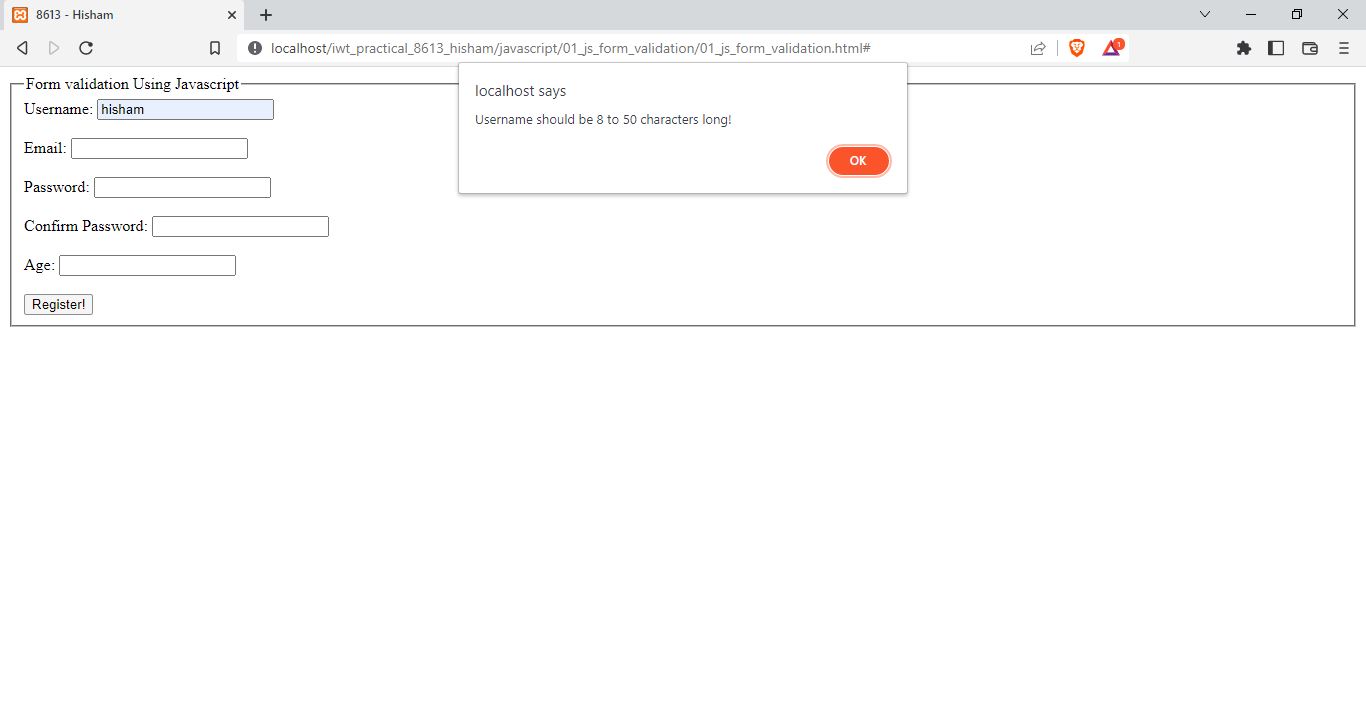 8613 - Hisham
localhost/iwt_practical_8613_hisham/javascript/01_js_form_validation/01_js_form_validation.html#
1
localhost says
Username should be 8 to 50 characters long!
OK
Form validation Using Javascript
Username: hisham
Email:
Password:
Confirm Password:
Age:
Register!